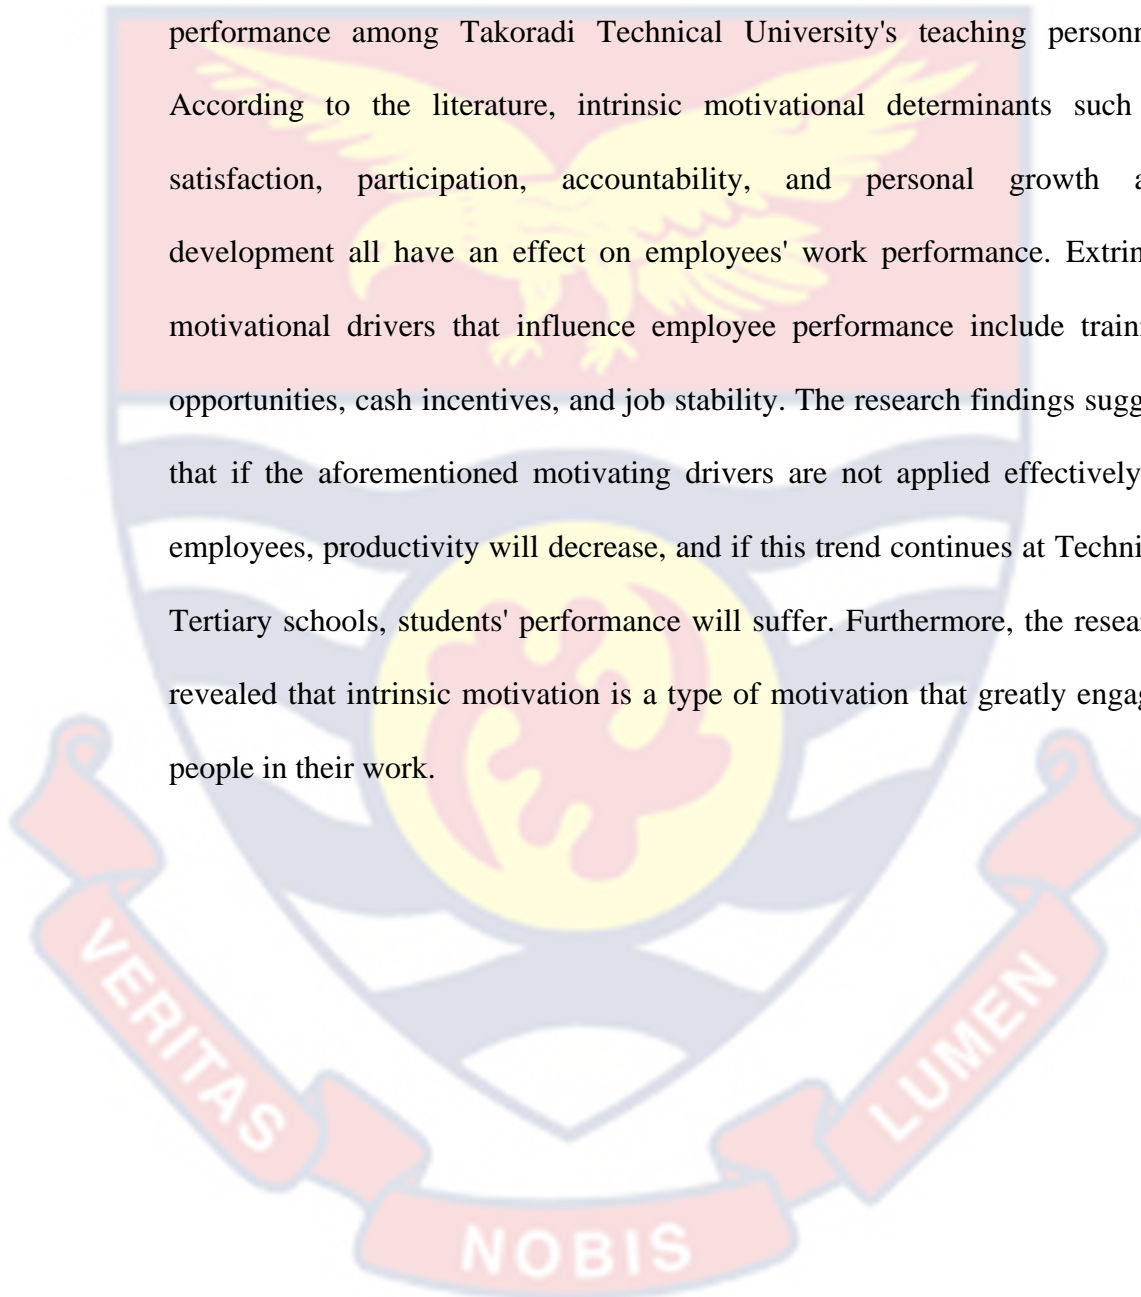 performance among Takoradi Technical University's teaching personn
According to the literature, intrinsic motivational determinants such
satisfaction, participation, accountability, and personal growth a
development all have an effect on employees' work performance. Extrin
motivational drivers that influence employee performance include traini
opportunities, cash incentives, and job stability. The research findings sugg
that if the aforementioned motivating drivers are not applied effectively
employees, productivity will decrease, and if this trend continues at Techni
Tertiary schools, students' performance will suffer. Furthermore, the resear
revealed that intrinsic motivation is a type of motivation that greatly engag
people in their work.
VERITAS
NOBIS
LUMEN